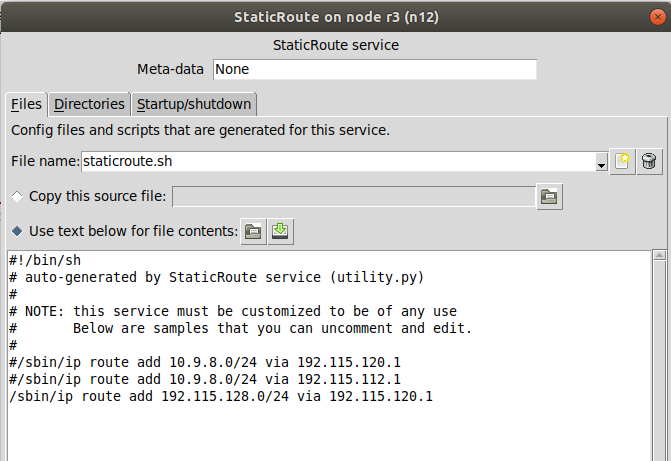 StaticRoute on node r3 (n12)
StaticRoute service
Meta-data None
Files Directories Startup/shutdown
Config files and scripts that are generated for this service.
File name: staticroute.sh
Copy this source file:
Use text below for file contents:
#!/bin/sh
# auto-generated by StaticRoute service (utility.py)
#
# NOTE: this service must be customized to be of any use
#       Below are samples that you can uncomment and edit.
#
#/sbin/ip route add 10.9.8.0/24 via 192.115.120.1
#/sbin/ip route add 10.9.8.0/24 via 192.115.112.1
/sbin/ip route add 192.115.128.0/24 via 192.115.120.1